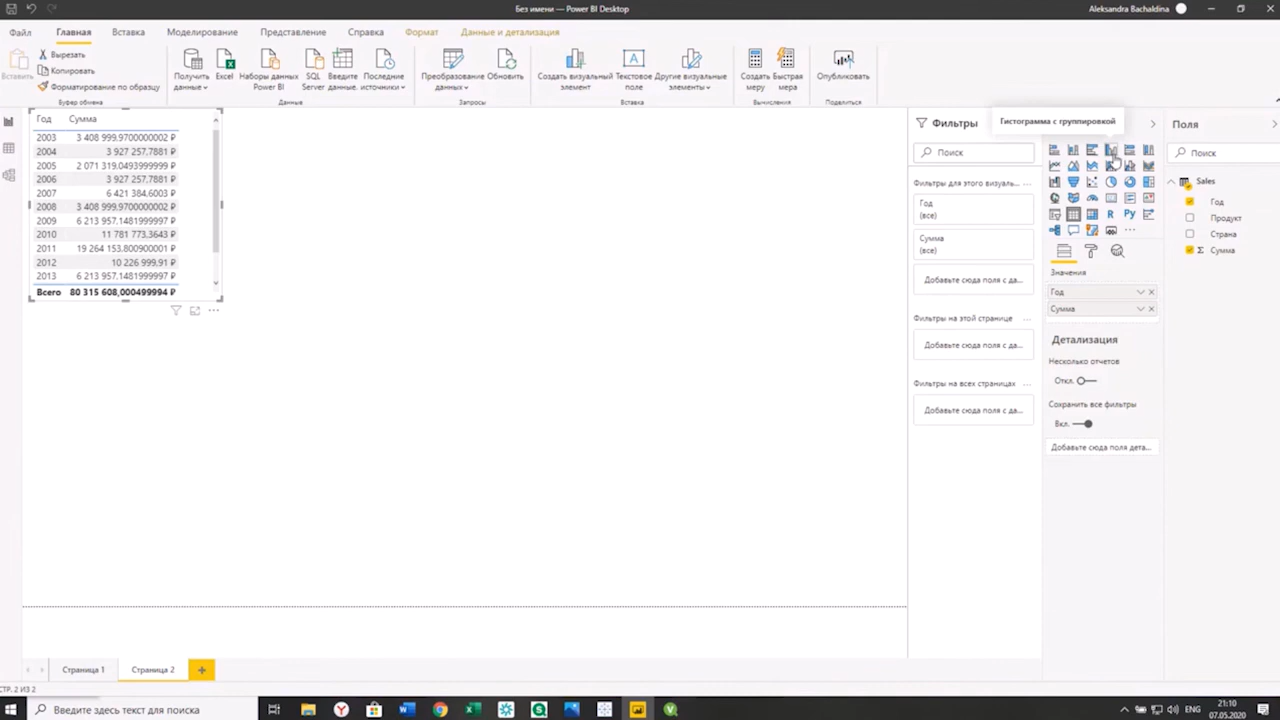 Без имени — Power BI Desktop
Aleksandra Bachaldina
Файл Главная Вставка Моделирование Представление Справка Формат Данные и детализация
Вставить
Вырезать
Копировать
Форматирование по образцу
Буфер обмена
Получить данные
Excel
Наборы данных Power BI
SQL Server
Введите данные.
Последние источники
Данные
Преобразование данных
Обновить
Запросы
Создать визуальный элемент
Текстовое поле
Другие визуальные элементы
Вставка
Создать меру
Быстрая мера
Вычисления
Опубликовать
Поделиться
Год Сумма
2003 3 408 999.9700000002 ₽
2004 3 927 257.7881 ₽
2005 2 071 319.0493999999 ₽
2006 3 927 257.7881 ₽
2007 6 421 384.6003 ₽
2008 3 408 999.9700000002 ₽
2009 6 213 957.1481999997 ₽
2010 11 781 773.3643 ₽
2011 19 264 153.800900001 ₽
2012 10 226 999.91 ₽
2013 6 213 957.1481999997 ₽
Всего 80 315 608,000499994 ₽
Фильтры
Поиск
Фильтры для этого визуаль... ...
Год
(все)
Сумма
(все)
Добавьте сюда поля с да...
Фильтры на этой странице ...
Добавьте сюда поля с да...
Фильтры на всех страницах ...
Добавьте сюда поля с да...
Гистограмма с группировкой
R Py
Значения
Год
Сумма
Детализация
Несколько отчетов
Откл.
Сохранить все фильтры
Вкл.
Добавьте сюда поля дета...
Поля
Поиск
Sales
Год
Продукт
Страна
Σ Сумма
Страница 1 Страница 2 +
СТР. 2 ИЗ 2
Введите здесь текст для поиска
ENG
21:10
07.05.2020